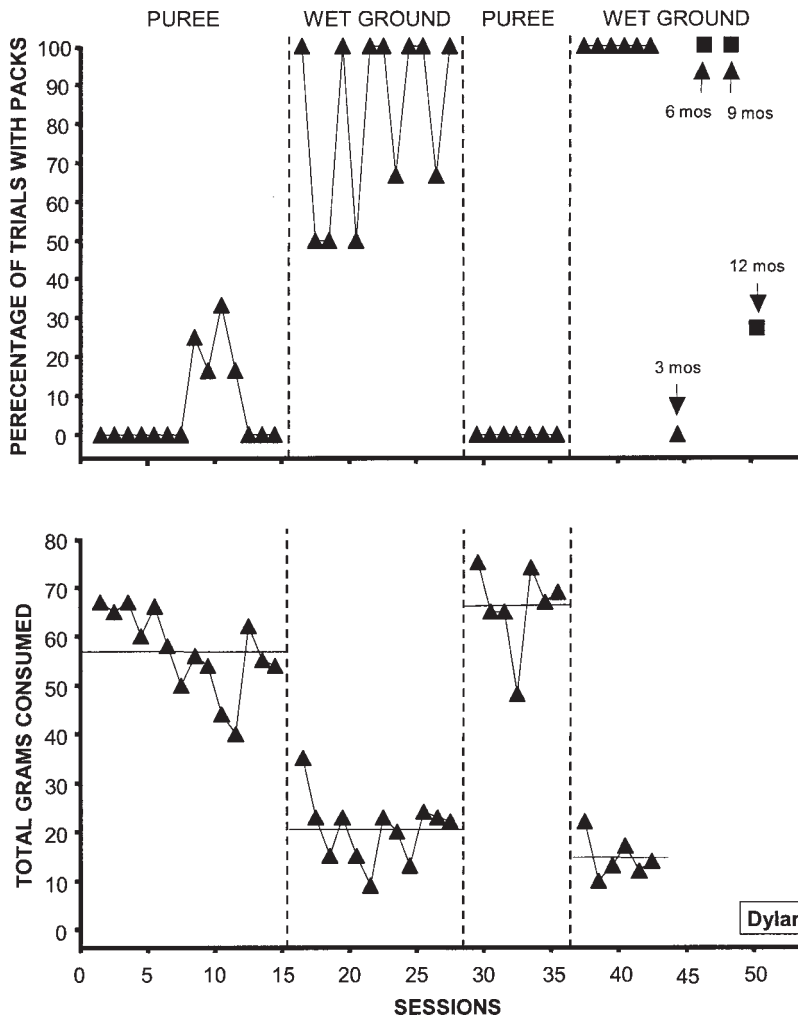 PUREE WET GROUND PUREE WET GROUND
PERECENTAGE OF TRIALS WITH PACKS
100
90
80
70
60
50
40
30
20
10
0
6 mos 9 mos
12 mos
3 mos
TOTAL GRAMS CONSUMED
80
70
60
50
40
30
20
10
0
Dylar
0 5 10 15 20 25 30 35 40 45 50
SESSIONS